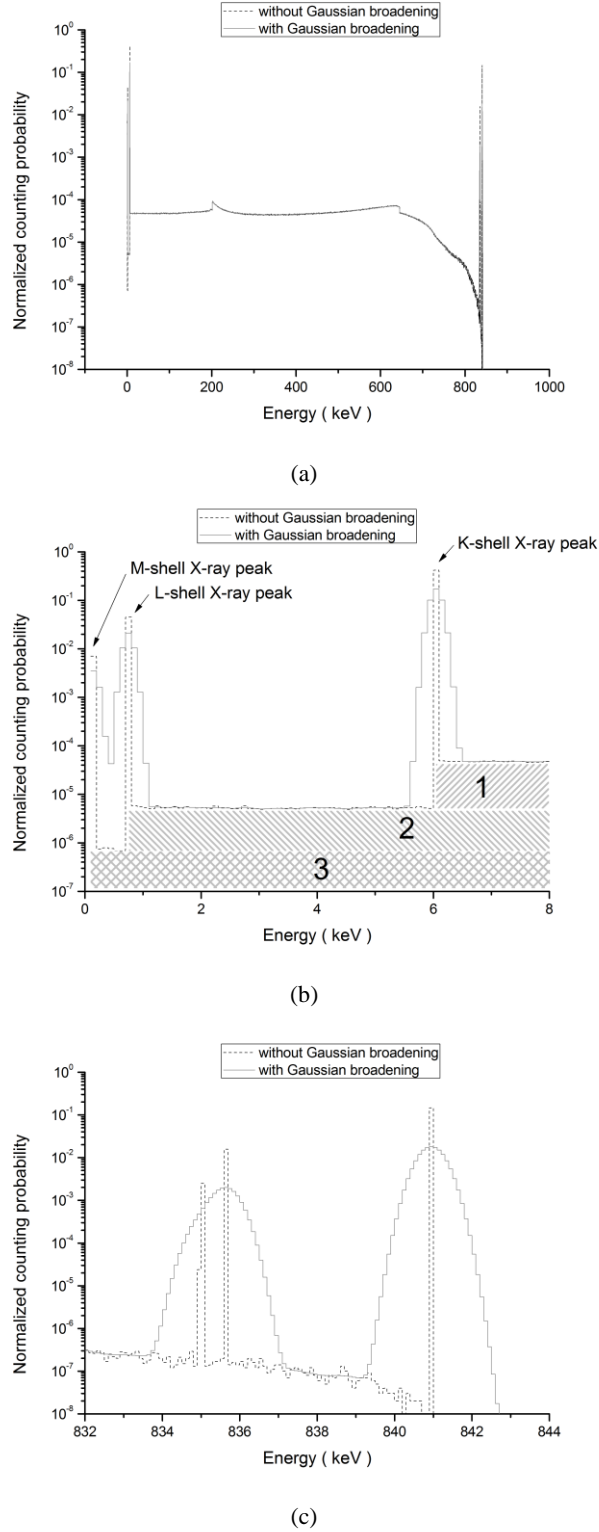 without Gaussian broadening
with Gaussian broadening
Normalized counting probability
10^0
10^-1
10^-2
10^-3
10^-4
10^-5
10^-6
10^-7
10^-8
0 200 400 600 800 1000
Energy ( keV )
(a)
without Gaussian broadening
with Gaussian broadening
K-shell X-ray peak
M-shell X-ray peak
L-shell X-ray peak
Normalized counting probability
10^0
10^-1
10^-2
10^-3
10^-4
10^-5
10^-6
10^-7
1
2
3
0 2 4 6 8
Energy ( keV )
(b)
without Gaussian broadening
with Gaussian broadening
Normalized counting probability
10^0
10^-1
10^-2
10^-3
10^-4
10^-5
10^-6
10^-7
10^-8
832 834 836 838 840 842 844
Energy ( keV )
(c)